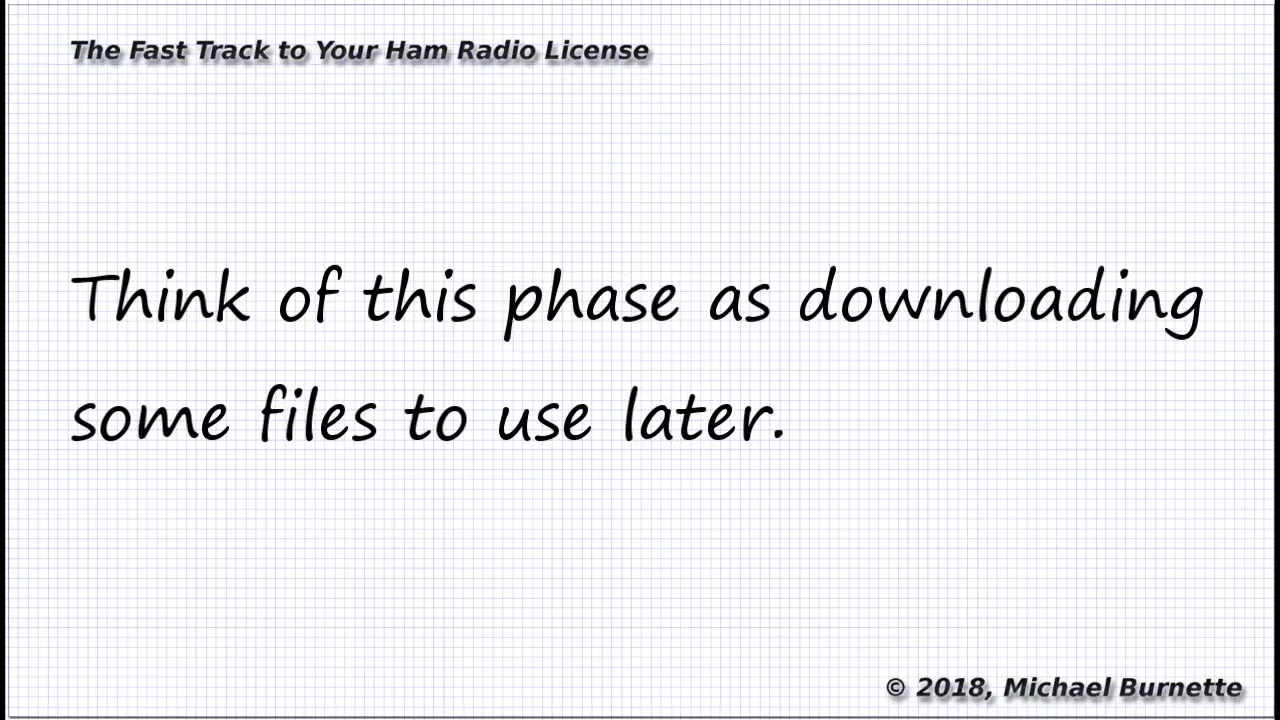 The Fast Track to Your Ham Radio License
Think of this phase as downloading
some files to use later.
© 2018, Michael Burnette